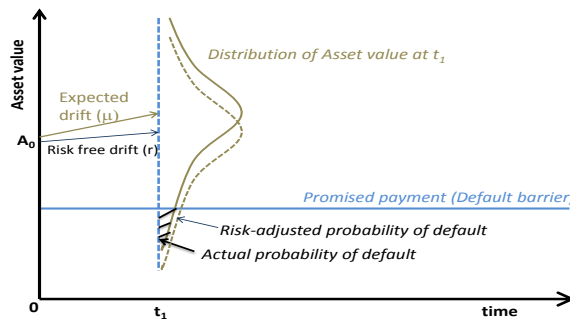 Asset value
Distribution of Asset value at t1
Expected
drift (μ)
A0
Risk free drift (r)
Promised payment (Default barrier)
Risk-adjusted probability of default
Actual probability of default
0
t1
time